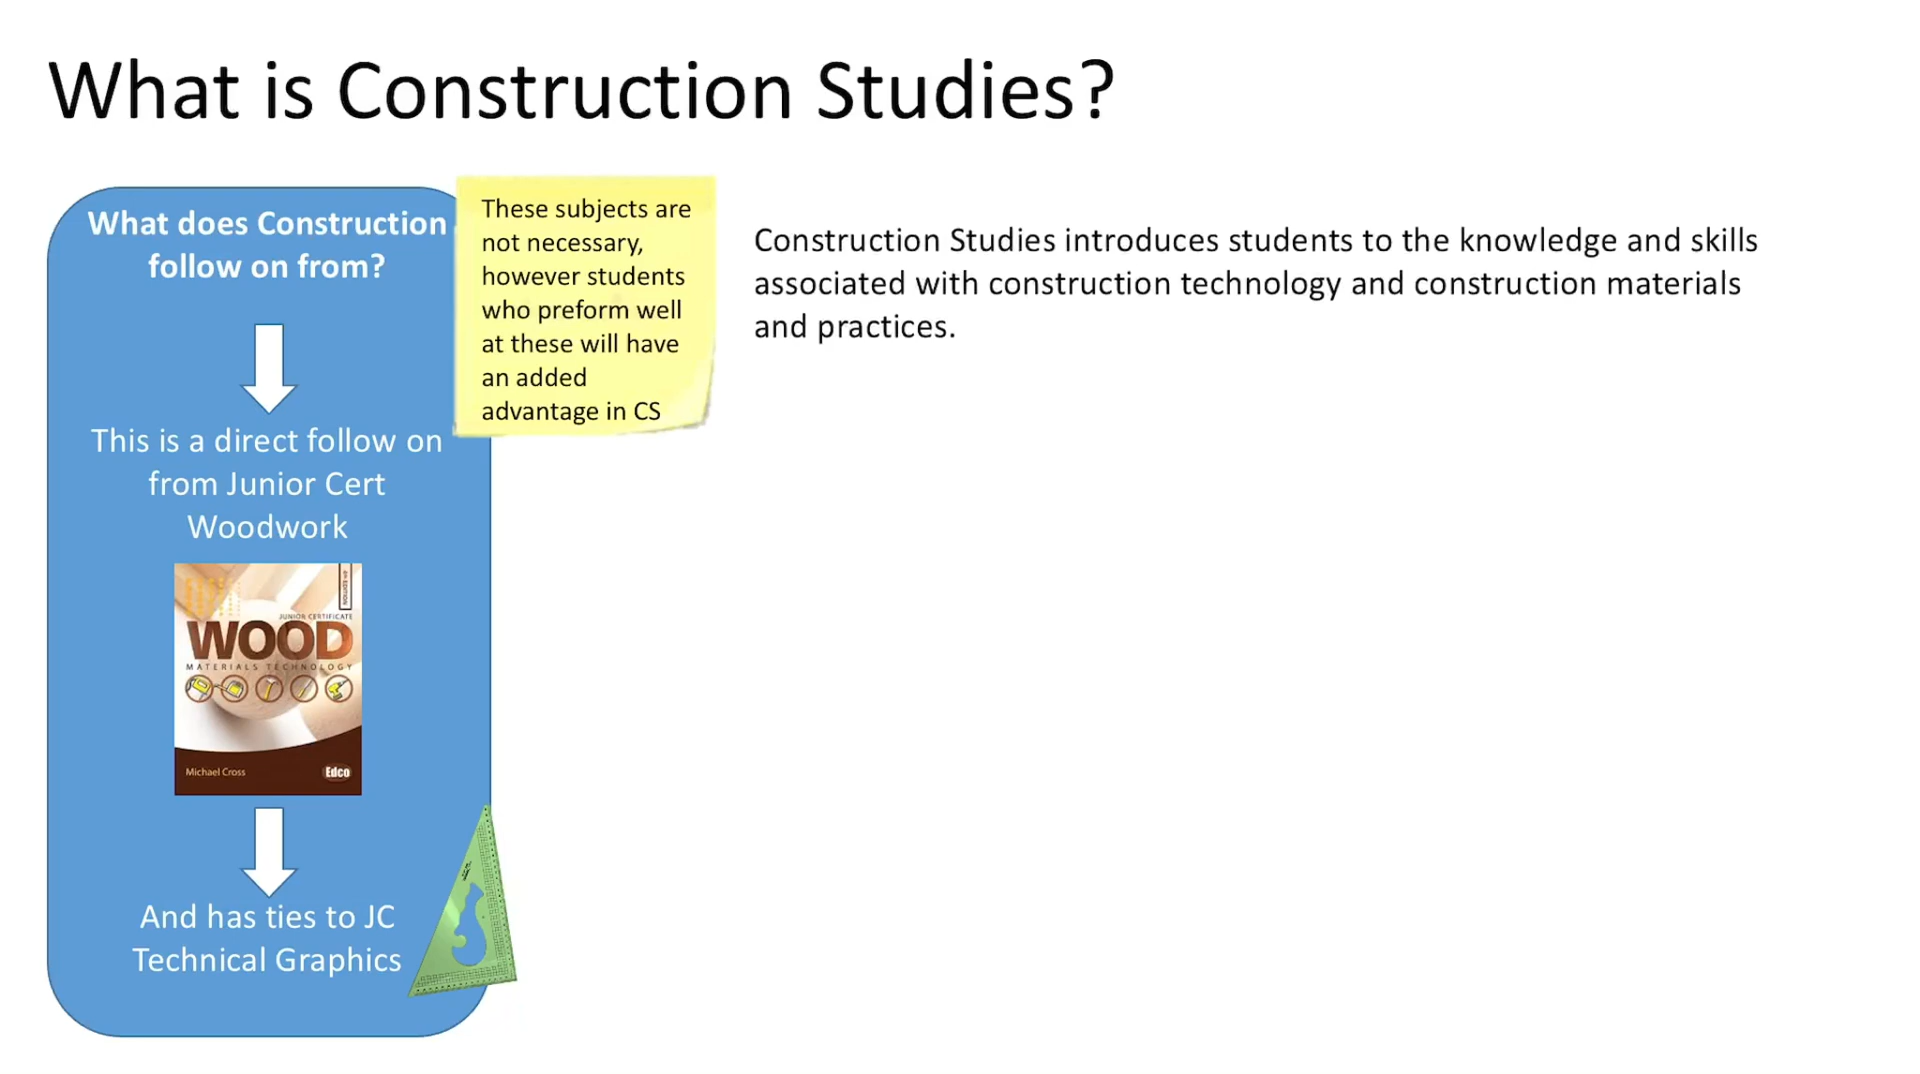 What is Construction Studies?
What does Construction
follow on from?
This is a direct follow on
from Junior Cert
Woodwork
JUNIOR CERTIFICATE
WOOD
MATERIALS TECHNOLOGY
Michael Cross
Edco
And has ties to JC
Technical Graphics
These subjects are
not necessary,
however students
who preform well
at these will have
an added
advantage in CS
Construction Studies introduces students to the knowledge and skills
associated with construction technology and construction materials
and practices.